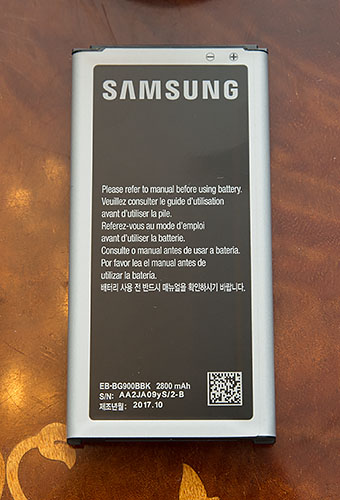 ⊖ ⊕
SAMSUNG
Please refer to manual before using battery.
Veuillez consulter le guide d'utilisation
avant d'utiliser la pile.
Referez-vous au mode d'emploi
avant d'utiliser la batterie.
Consulte o manual antes de usar a bateria.
Por favor lea el manual antes de
utilizar la batería.
배터리 사용 전 반드시 매뉴얼을 확인하시기 바랍니다.
EB-BG900BBK 2800 mAh
S/N: AA2JA09yS/2-B
제조년월: 2017.10